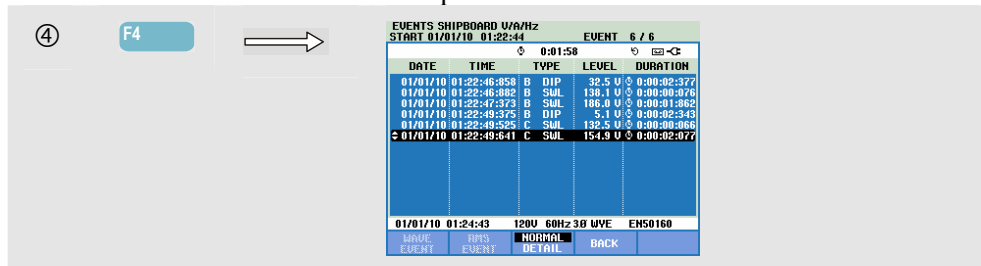 ④ F4
EVENTS SHIPBOARD V/A/Hz
START 01/01/10 01:22:44 EVENT 6 / 6
0:01:58
DATE TIME TYPE LEVEL DURATION
01/01/10 01:22:46:858 B DIP 32.5 V 0:00:02:377
01/01/10 01:22:46:882 B SWL 138.1 V 0:00:00:076
01/01/10 01:22:47:373 B SWL 186.0 V 0:00:01:862
01/01/10 01:22:49:375 B DIP 5.1 V 0:00:02:343
01/01/10 01:22:49:525 C SWL 132.5 V 0:00:00:066
01/01/10 01:22:49:641 C SWL 154.9 V 0:00:02:077
01/01/10 01:24:43 120V 60Hz 3Ø WYE EN50160
WAVE EVENT RMS EVENT NORMAL DETAIL BACK